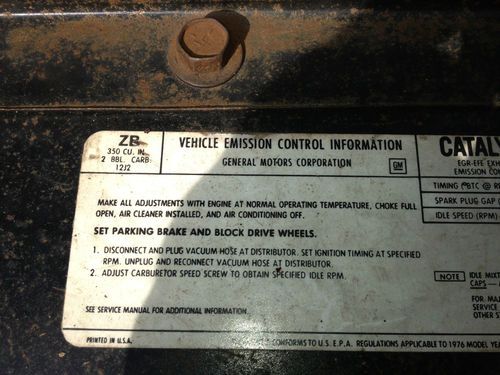 ZB
350 CU. IN.
2 BBL. CARB
12J2
VEHICLE EMISSION CONTROL INFORMATION
GENERAL MOTORS CORPORATION
GM
CATALY
EGR-EFE EXH
EMISSION CON
TIMING (°BTC @ R
SPARK PLUG GAP (
IDLE SPEED (RPM)
MAKE ALL ADJUSTMENTS WITH ENGINE AT NORMAL OPERATING TEMPERATURE, CHOKE FULL
OPEN, AIR CLEANER INSTALLED, AND AIR CONDITIONING OFF.
SET PARKING BRAKE AND BLOCK DRIVE WHEELS.
1. DISCONNECT AND PLUG VACUUM HOSE AT DISTRIBUTOR. SET IGNITION TIMING AT SPECIFIED
RPM. UNPLUG AND RECONNECT VACUUM HOSE AT DISTRIBUTOR.
2. ADJUST CARBURETOR SPEED SCREW TO OBTAIN SPECIFIED IDLE RPM.
NOTE IDLE MIXT
CAPS—
FOR MAJ
SERVICE
OTHER S
SEE SERVICE MANUAL FOR ADDITIONAL INFORMATION.
PRINTED IN U.S.A.
CONFORMS TO U.S. E.P.A. REGULATIONS APPLICABLE TO 1976 MODEL YEA